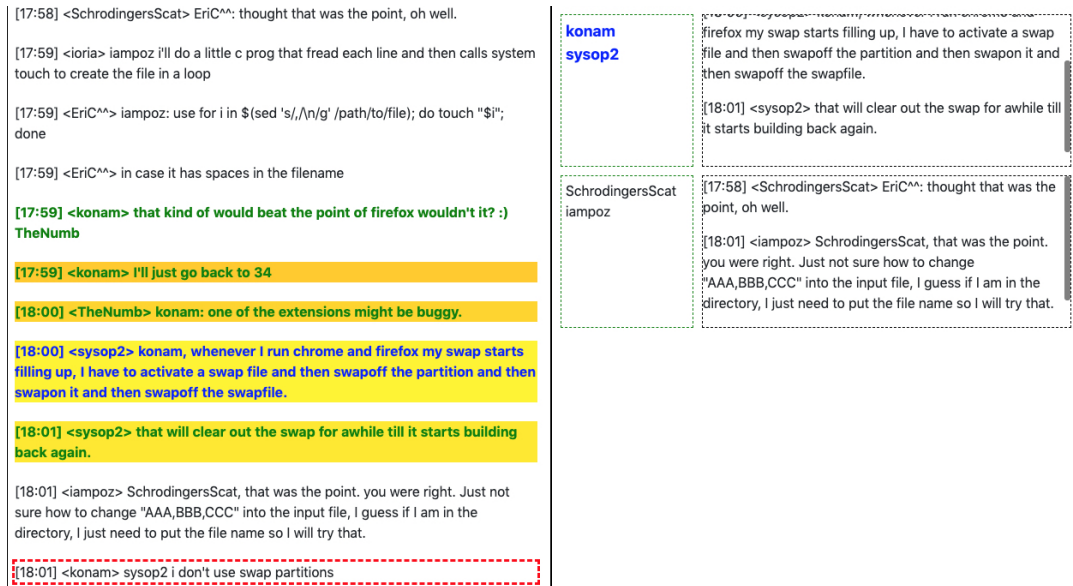 [17:58] <SchrodingersScat> EriC^^: thought that was the point, oh well.
[17:59] <ioria> iampoz i'll do a little c prog that fread each line and then calls system
touch to create the file in a loop
[17:59] <EriC^^> iampoz: use for i in $(sed 's/,/\n/g' /path/to/file); do touch "$i";
done
[17:59] <EriC^^> in case it has spaces in the filename
[17:59] <konam> that kind of would beat the point of firefox wouldn't it? :)
TheNumb
[17:59] <konam> I'll just go back to 34
[18:00] <TheNumb> konam: one of the extensions might be buggy.
[18:00] <sysop2> konam, whenever I run chrome and firefox my swap starts
filling up, I have to activate a swap file and then swapoff the partition and then
swapon it and then swapoff the swapfile.
[18:01] <sysop2> that will clear out the swap for awhile till it starts building
back again.
[18:01] <iampoz> SchrodingersScat, that was the point. you were right. Just not
sure how to change "AAA,BBB,CCC" into the input file, I guess if I am in the
directory, I just need to put the file name so I will try that.
[18:01] <konam> sysop2 i don't use swap partitions
konam
sysop2
[18:00] <sysop2> konam, whenever I run chrome and
firefox my swap starts filling up, I have to activate a swap
file and then swapoff the partition and then swapon it and
then swapoff the swapfile.
[18:01] <sysop2> that will clear out the swap for awhile till
it starts building back again.
SchrodingersScat
iampoz
[17:58] <SchrodingersScat> EriC^^: thought that was the
point, oh well.
[18:01] <iampoz> SchrodingersScat, that was the point.
you were right. Just not sure how to change
"AAA,BBB,CCC" into the input file, I guess if I am in the
directory, I just need to put the file name so I will try that.